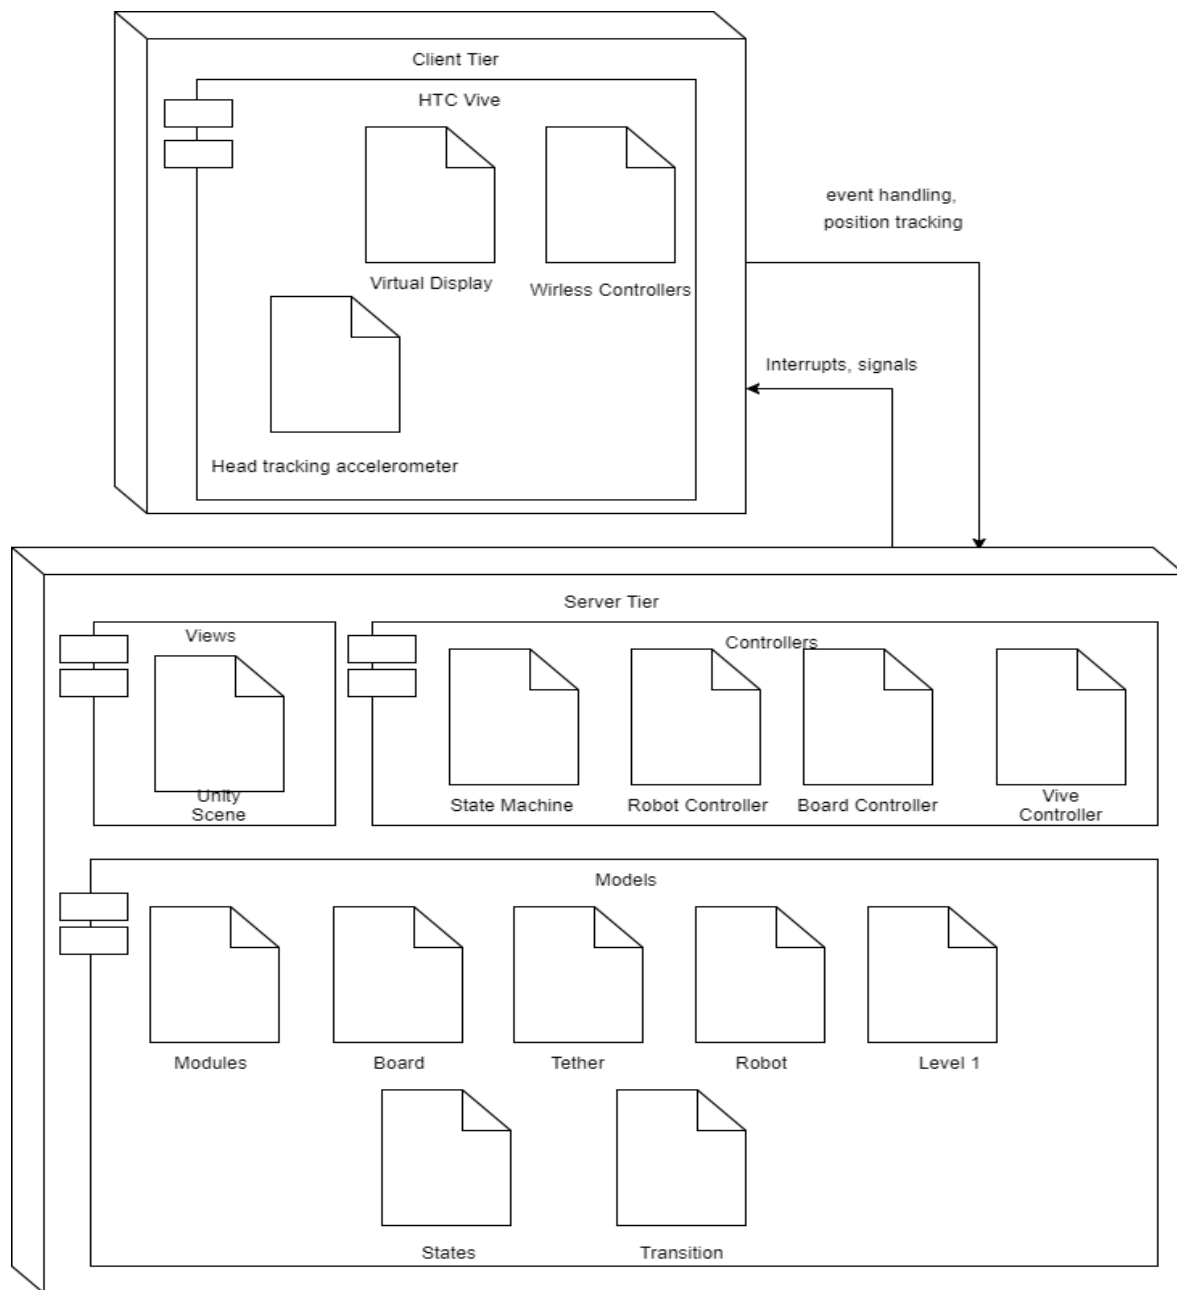 Client Tier
HTC Vive
Virtual Display
Wirless Controllers
Head tracking accelerometer
event handling,
position tracking
Interrupts, signals
Server Tier
Views
Unity
Scene
Controllers
State Machine
Robot Controller
Board Controller
Vive
Controller
Models
Modules
Board
Tether
Robot
Level 1
States
Transition